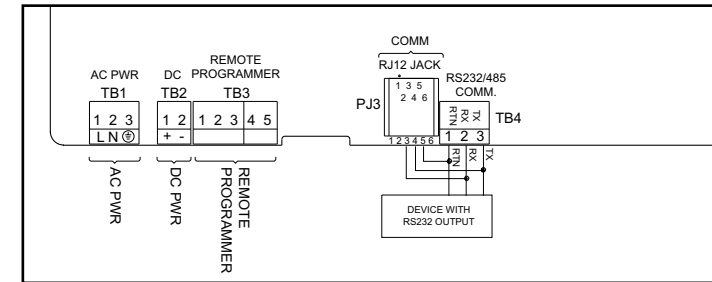 COMM
RJ12 JACK
REMOTE
PROGRAMMER
AC PWR
DC
RS232/485
COMM.
TB1
TB2
TB3
PJ3
1 3 5
2 4 6
TB4
RTN
RX
TX
1 2 3
L N
1 2
+ -
1 2 3 4 5
1 2 3 4 5 6
1 2 3
RTN
RX
TX
AC PWR
DC PWR
REMOTE
PROGRAMMER
DEVICE WITH
RS232 OUTPUT